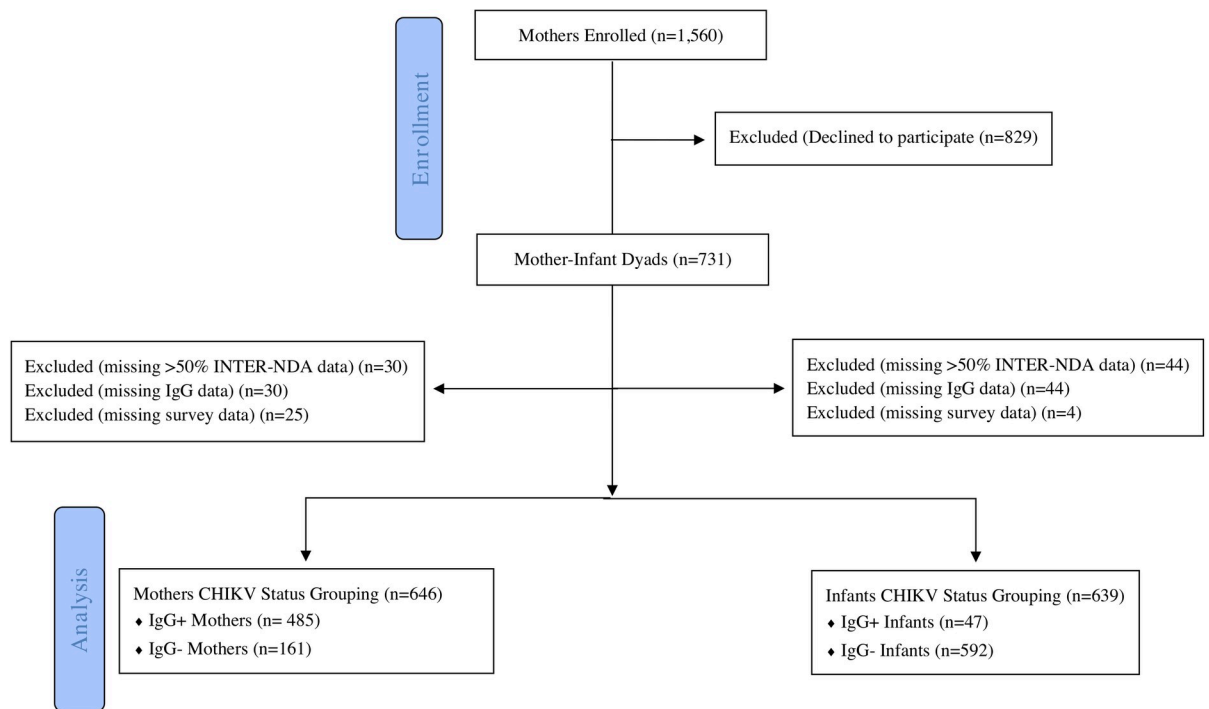 Enrollment
Mothers Enrolled (n=1,560)
Excluded (Declined to participate (n=829)
Mother-Infant Dyads (n=731)
Excluded (missing >50% INTER-NDA data) (n=30)
Excluded (missing IgG data) (n=30)
Excluded (missing survey data) (n=25)
Excluded (missing >50% INTER-NDA data) (n=44)
Excluded (missing IgG data) (n=44)
Excluded (missing survey data) (n=4)
Analysis
Mothers CHIKV Status Grouping (n=646)
♦ IgG+ Mothers (n= 485)
♦ IgG- Mothers (n=161)
Infants CHIKV Status Grouping (n=639)
♦ IgG+ Infants (n=47)
♦ IgG- Infants (n=592)